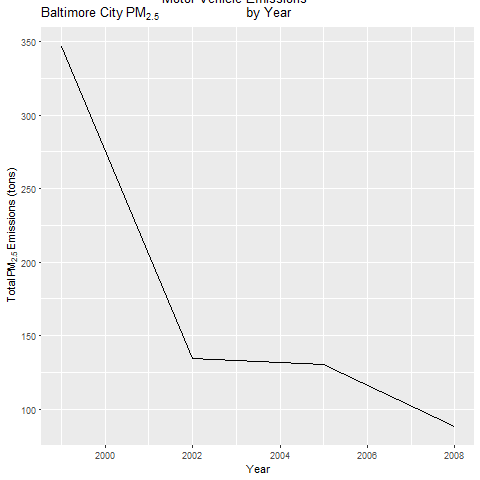 Motor Vehicle Emissions
Baltimore City PM2.5 by Year
350
300
250
200
150
100
Total PM2.5 Emissions (tons)
2000 2002 2004 2006 2008
Year